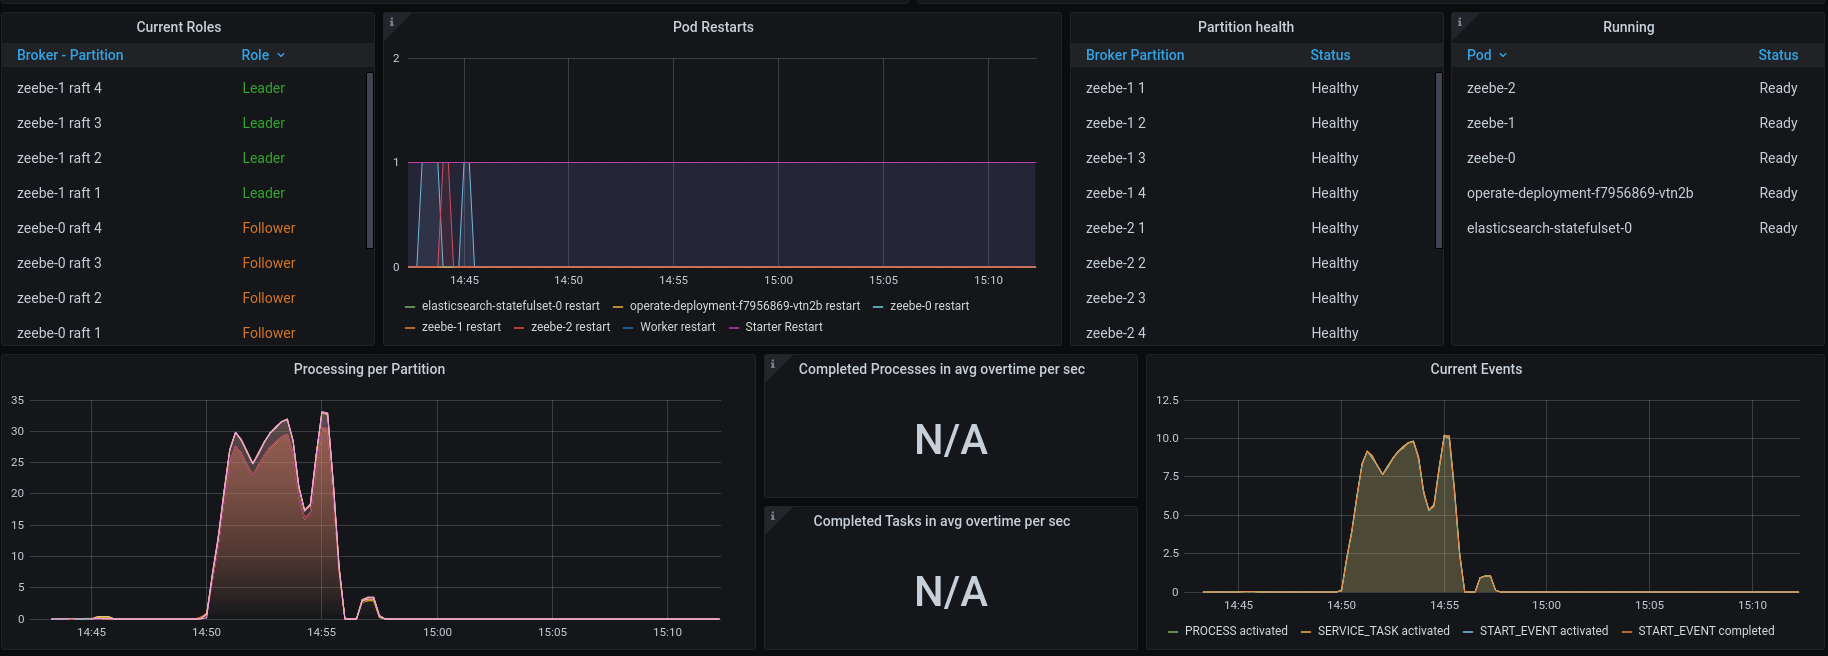 Current Roles
Broker - Partition Role
zeebe-1 raft 4 Leader
zeebe-1 raft 3 Leader
zeebe-1 raft 2 Leader
zeebe-1 raft 1 Leader
zeebe-0 raft 4 Follower
zeebe-0 raft 3 Follower
zeebe-0 raft 2 Follower
zeebe-0 raft 1 Follower
i
Pod Restarts
2
1
0
14:45 14:50 14:55 15:00 15:05 15:10
elasticsearch-statefulset-0 restart operate-deployment-f7956869-vtn2b restart zeebe-0 restart
zeebe-1 restart zeebe-2 restart Worker restart Starter Restart
Partition health
Broker Partition Status
zeebe-1 1 Healthy
zeebe-1 2 Healthy
zeebe-1 3 Healthy
zeebe-1 4 Healthy
zeebe-2 1 Healthy
zeebe-2 2 Healthy
zeebe-2 3 Healthy
zeebe-2 4 Healthy
i
Running
Pod Status
zeebe-2 Ready
zeebe-1 Ready
zeebe-0 Ready
operate-deployment-f7956869-vtn2b Ready
elasticsearch-statefulset-0 Ready
Processing per Partition
35
30
25
20
15
10
5
0
14:45 14:50 14:55 15:00 15:05 15:10
i
Completed Processes in avg overtime per sec
N/A
i
Completed Tasks in avg overtime per sec
N/A
Current Events
12.5
10.0
7.5
5.0
2.5
0
14:45 14:50 14:55 15:00 15:05 15:10
PROCESS activated SERVICE_TASK activated START_EVENT activated START_EVENT completed